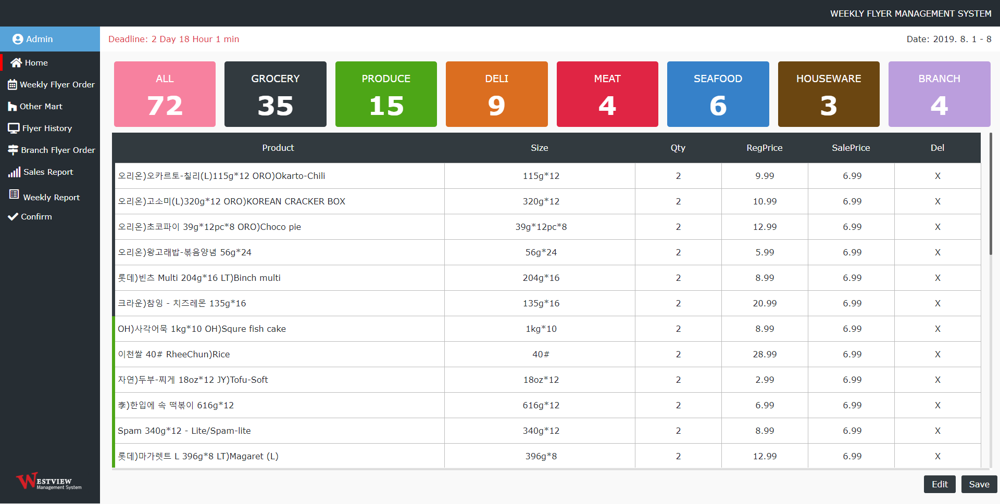 WEEKLY FLYER MANAGEMENT SYSTEM
Admin
Deadline: 2 Day 18 Hour 1 min
Date: 2019. 8. 1 - 8
Home
Weekly Flyer Order
Other Mart
Flyer History
Branch Flyer Order
Sales Report
Weekly Report
Confirm
WESTVIEW
Management System
ALL GROCERY PRODUCE DELI MEAT SEAFOOD HOUSEWARE BRANCH
72 35 15 9 4 6 3 4
Product Size Qty RegPrice SalePrice Del
오리온)오카르토-칠리(L)115g*12 ORO)Okarto-Chili 115g*12 2 9.99 6.99 X
오리온)고소미(L)320g*12 ORO)KOREAN CRACKER BOX 320g*12 2 10.99 6.99 X
오리온)초코파이 39g*12pc*8 ORO)Choco pie 39g*12pc*8 2 12.99 6.99 X
오리온)왕고래밥-볶음양념 56g*24 56g*24 2 5.99 6.99 X
롯데)빈츠 Multi 204g*16 LT)Binch multi 204g*16 2 8.99 6.99 X
크라운)참잉 - 치즈레몬 135g*16 135g*16 2 20.99 6.99 X
OH)사각어묵 1kg*10 OH)Squre fish cake 1kg*10 2 8.99 6.99 X
이천쌀 40# RheeChun)Rice 40# 2 28.99 6.99 X
자연)두부-찌게 18oz*12 JY)Tofu-Soft 18oz*12 2 2.99 6.99 X
李)한입에 속 떡볶이 616g*12 616g*12 2 6.99 6.99 X
Spam 340g*12 - Lite/Spam-lite 340g*12 2 8.99 6.99 X
롯데)마가렛트 L 396g*8 LT)Magaret (L) 396g*8 2 12.99 6.99 X
Edit Save